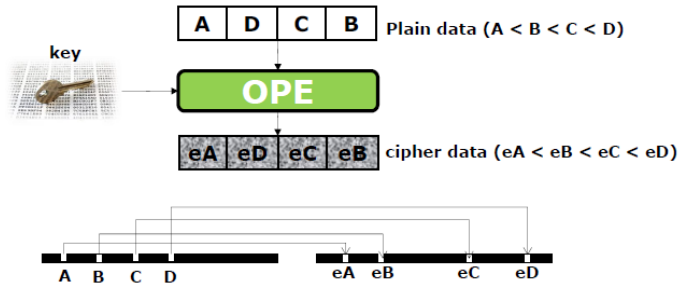 A D C B
Plain data (A < B < C < D)
key
OPE
eA eD eC eB
cipher data (eA < eB < eC < eD)
A B C D
eA eB eC eD